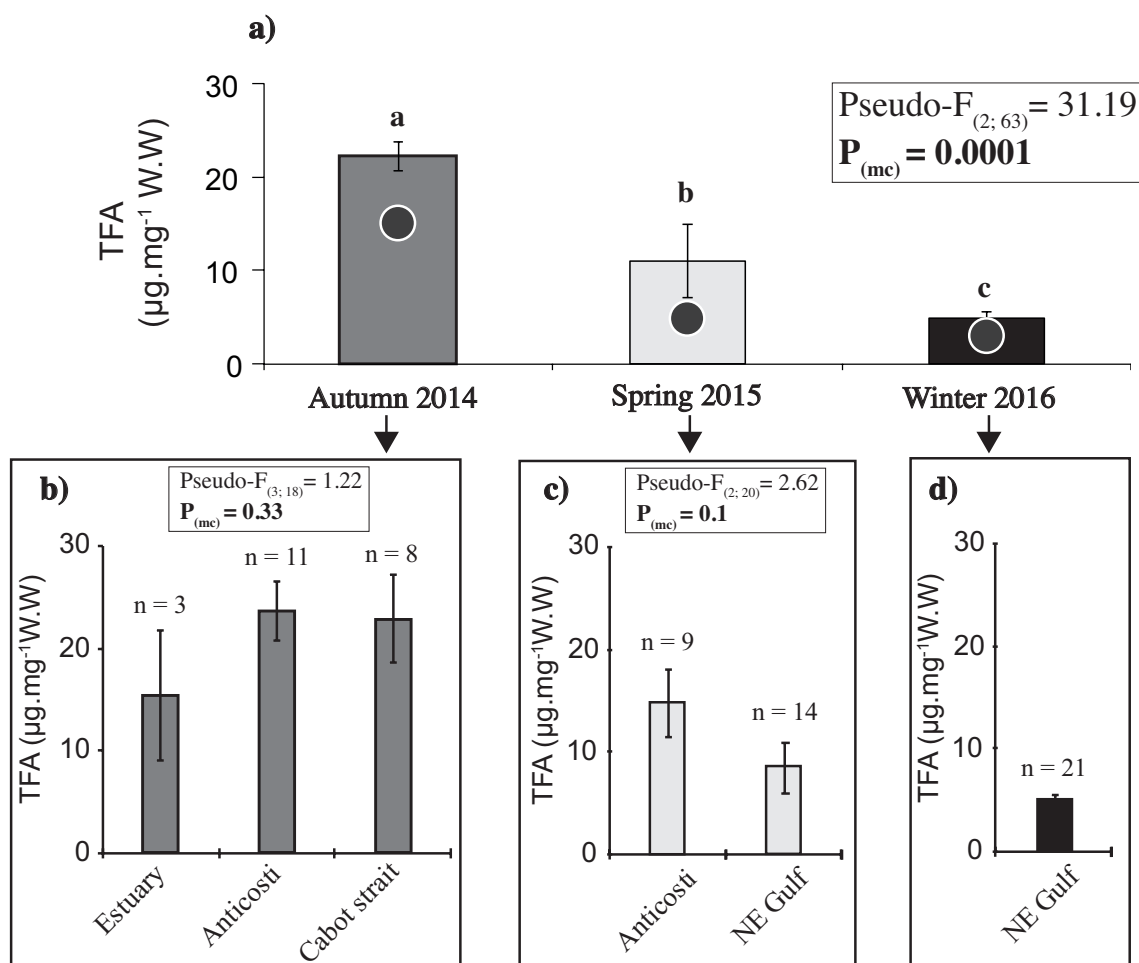 a)
30
20
10
0
TFA
(µg.mg⁻¹ W.W)
a
b
c
Pseudo-F(2; 63)= 31.19
P(mc) = 0.0001
Autumn 2014 Spring 2015 Winter 2016
b)
Pseudo-F(3; 18)= 1.22
P(mc) = 0.33
30
20
10
0
TFA (µg.mg⁻¹W.W)
n = 3
n = 11
n = 8
Estuary
Anticosti
Cabot strait
c)
Pseudo-F(2; 20)= 2.62
P(mc) = 0.1
30
20
10
0
TFA (µg.mg⁻¹W.W)
n = 9
n = 14
Anticosti
NE Gulf
d)
30
20
10
0
TFA (µg.mg⁻¹W.W)
n = 21
NE Gulf